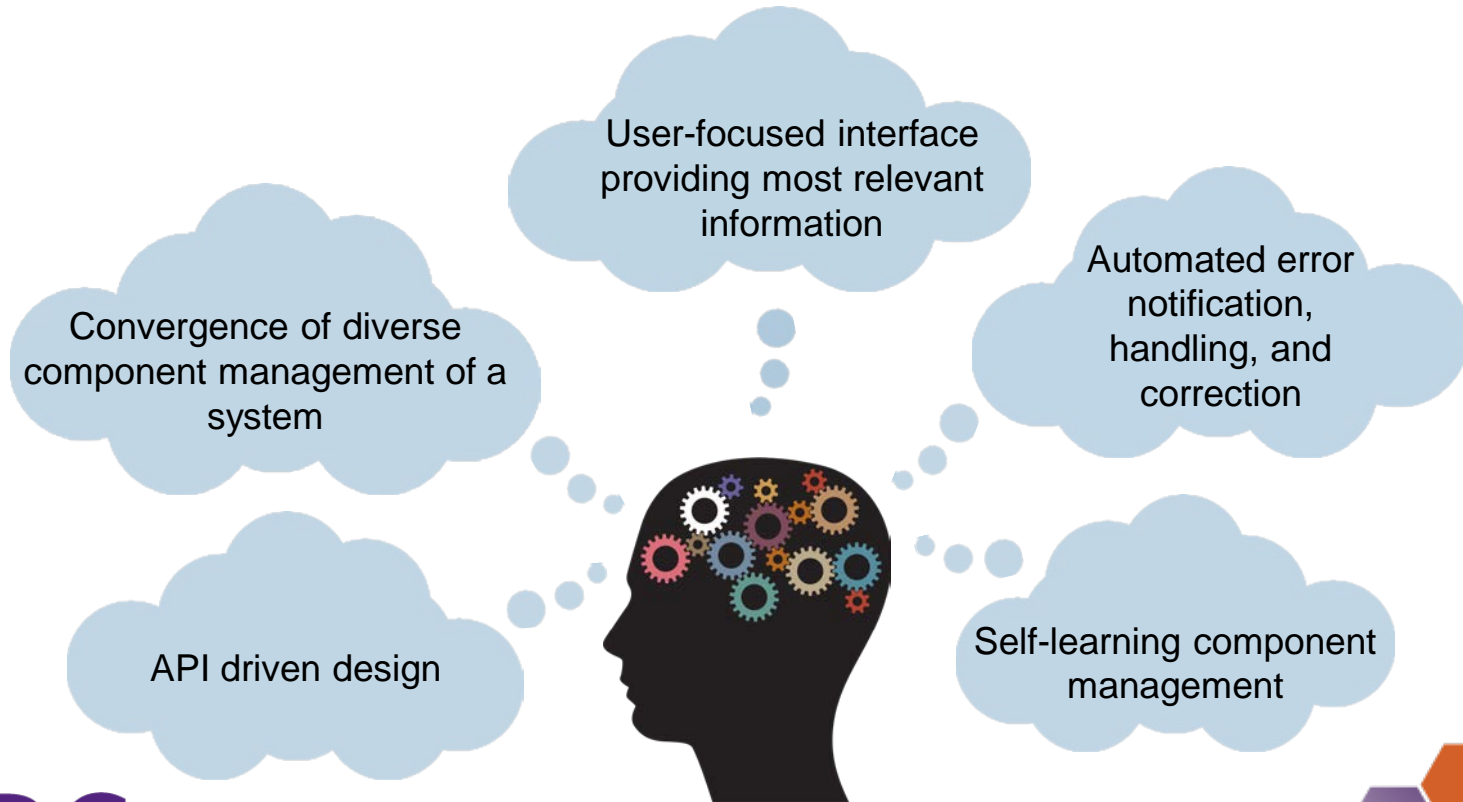 User-focused interface
providing most relevant
information
Automated error
notification,
handling, and
correction
Convergence of diverse
component management of a
system
API driven design
Self-learning component
management